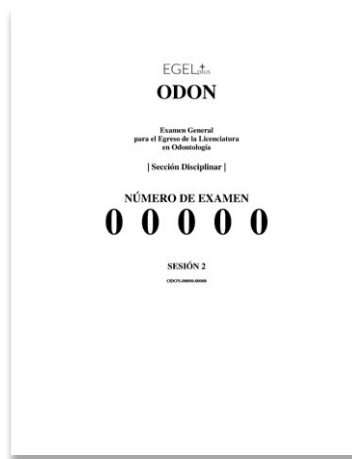 EGEL+plus
ODON
Examen General
para el Egreso de la Licenciatura
en Odontología
| Sección Disciplinar |
NÚMERO DE EXAMEN
0 0 0 0 0
SESIÓN 2
ODON-00000-00000